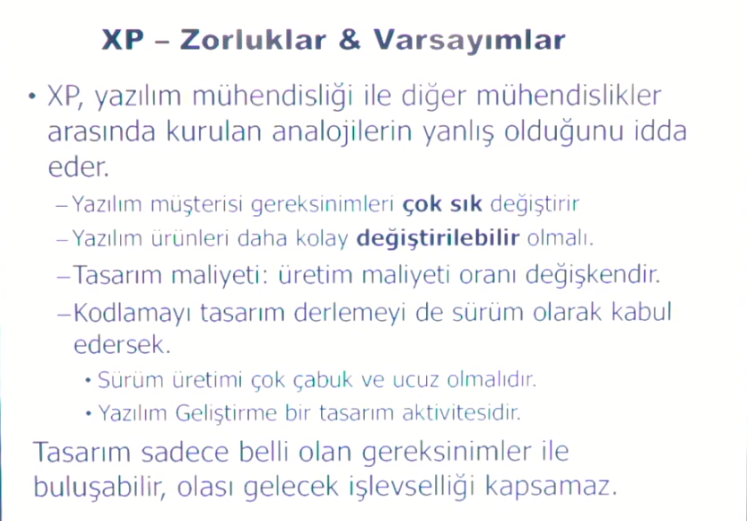 XP – Zorluklar & Varsayımlar
• XP, yazılım mühendisliği ile diğer mühendislikler
arasında kurulan analojilerin yanlış olduğunu idda
eder.
–Yazılım müşterisi gereksinimleri çok sık değiştirir
–Yazılım ürünleri daha kolay değiştirilebilir olmalı.
–Tasarım maliyeti: üretim maliyeti oranı değişkendir.
–Kodlamayı tasarım derlemeyi de sürüm olarak kabul
edersek.
• Sürüm üretimi çok çabuk ve ucuz olmalıdır.
• Yazılım Geliştirme bir tasarım aktivitesidir.
Tasarım sadece belli olan gereksinimler ile
buluşabilir, olası gelecek işlevselliği kapsamaz.